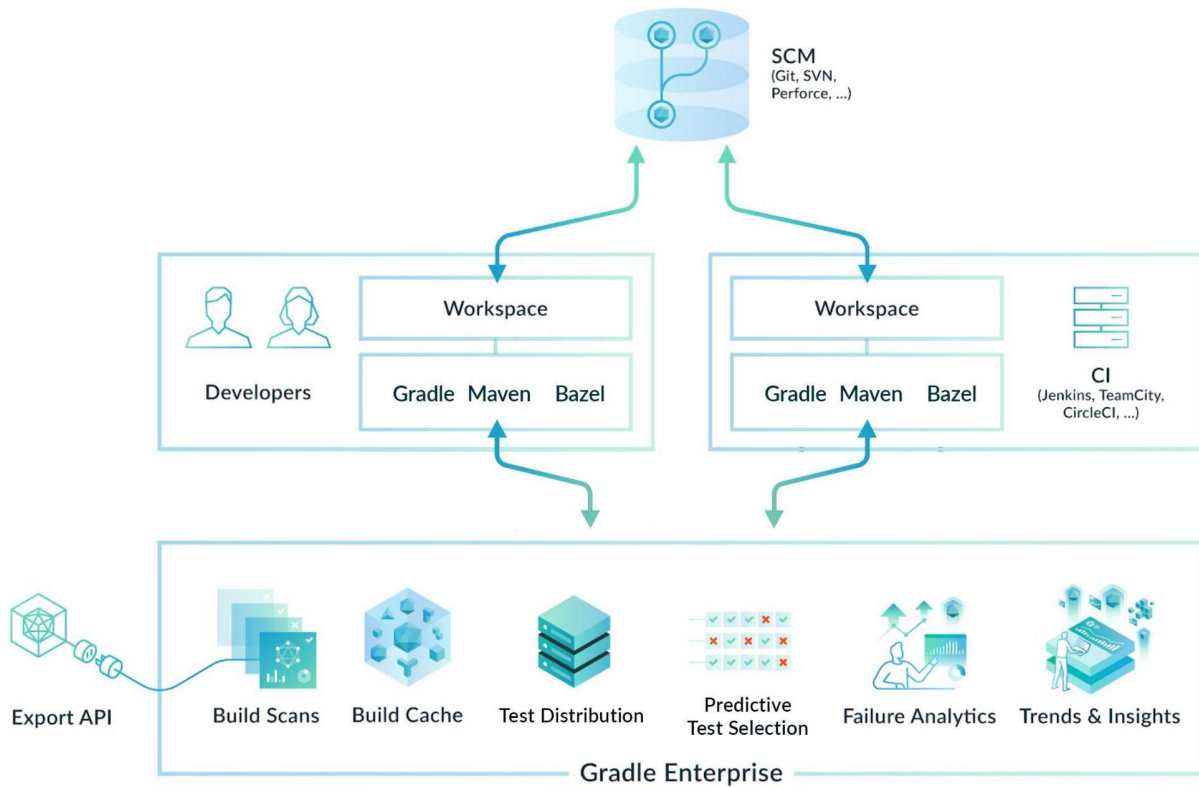 SCM
(Git, SVN,
Perforce, ...)
Workspace
Developers
Gradle Maven Bazel
Workspace
Gradle Maven Bazel
CI
(Jenkins, TeamCity,
CircleCI, ...)
Export API
Build Scans
Build Cache
Test Distribution
Predictive
Test Selection
Failure Analytics
Trends & Insights
Gradle Enterprise